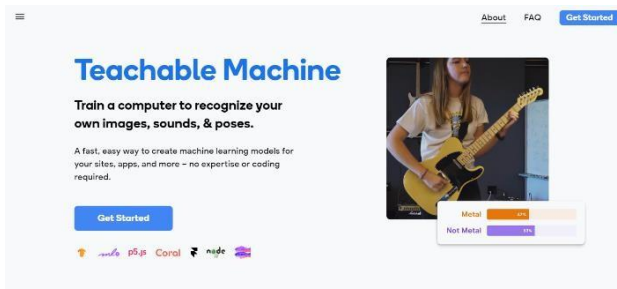 About FAQ Get Started
Teachable Machine
Train a computer to recognize your
own images, sounds, & poses.
A fast, easy way to create machine learning models for
your sites, apps, and more – no expertise or coding
required.
Get Started
p5.js Coral node
Metal
Not Metal